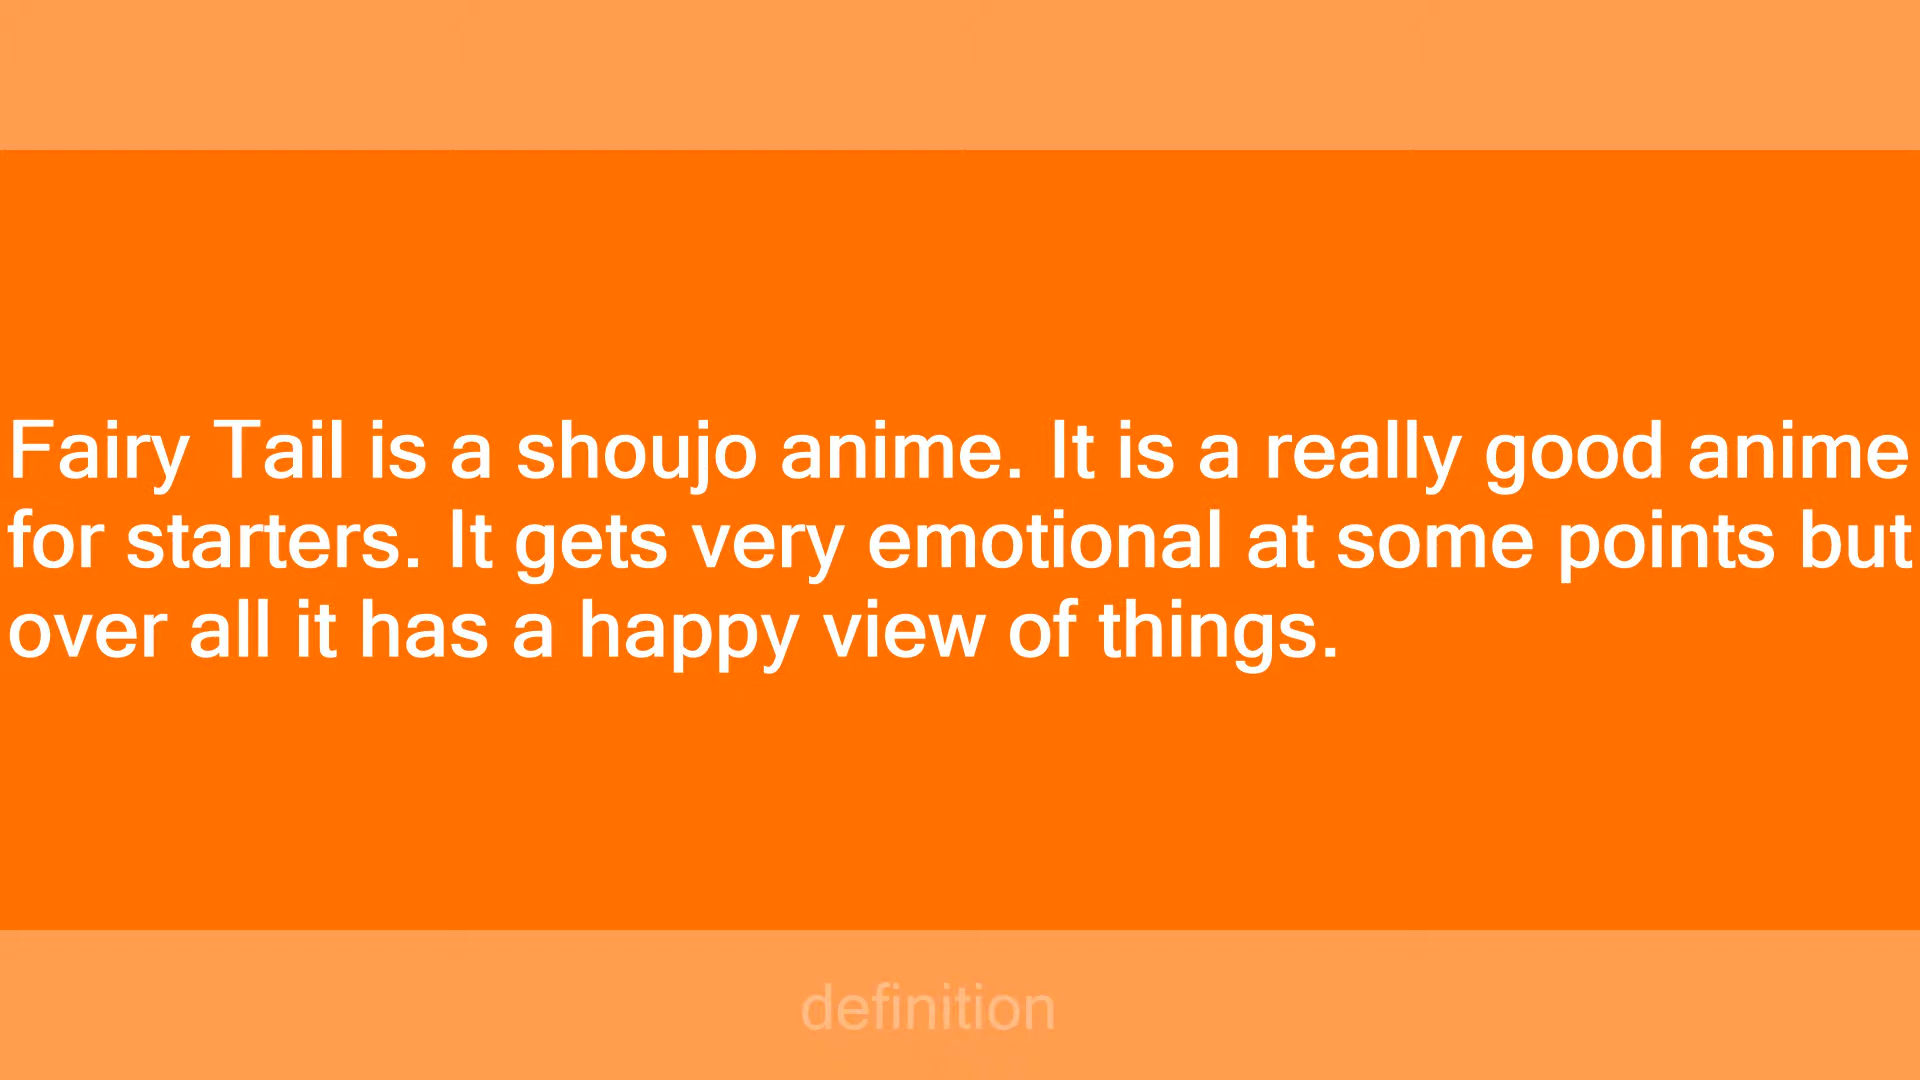 Fairy Tail is a shoujo anime. It is a really good anime
for starters. It gets very emotional at some points but
over all it has a happy view of things.
definition